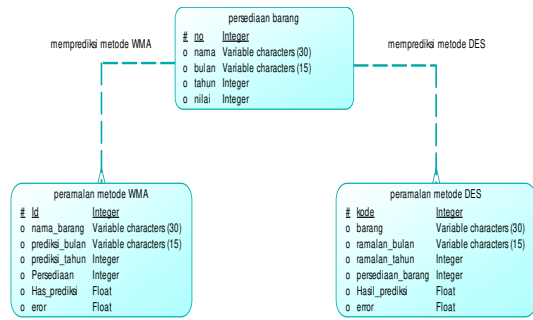 persediaan barang
# no Integer
o nama Variable characters (30)
o bulan Variable characters (15)
o tahun Integer
o nilai Integer
memprediksi metode WMA
memprediksi metode DES
peramalan metode WMA
# Id Integer
o nama_barang Variable characters (30)
o prediksi_bulan Variable characters (15)
o prediksi_tahun Integer
o Persediaan Integer
o Has_prediksi Float
o eror Float
peramalan metode DES
# kode Integer
o barang Variable characters (30)
o ramalan_bulan Variable characters (15)
o ramalan_tahun Integer
o persediaan_barang Integer
o Hasil_prediksi Float
o error Float